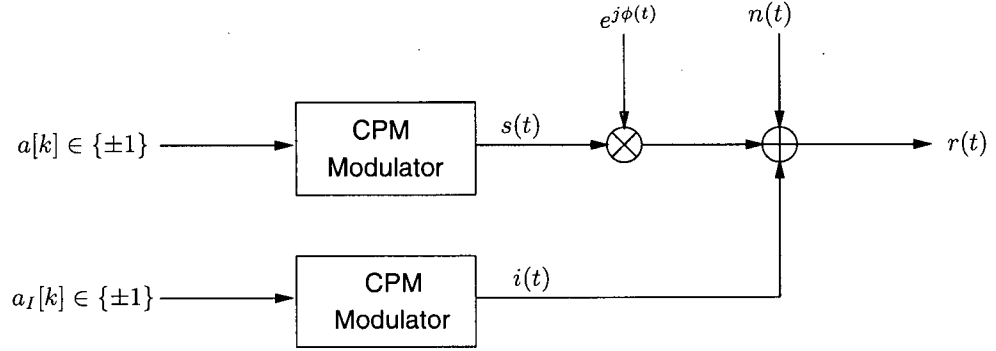 e^{jϕ(t)}
n(t)
a[k] ∈ {±1}
CPM
Modulator
s(t)
r(t)
a_I[k] ∈ {±1}
CPM
Modulator
i(t)